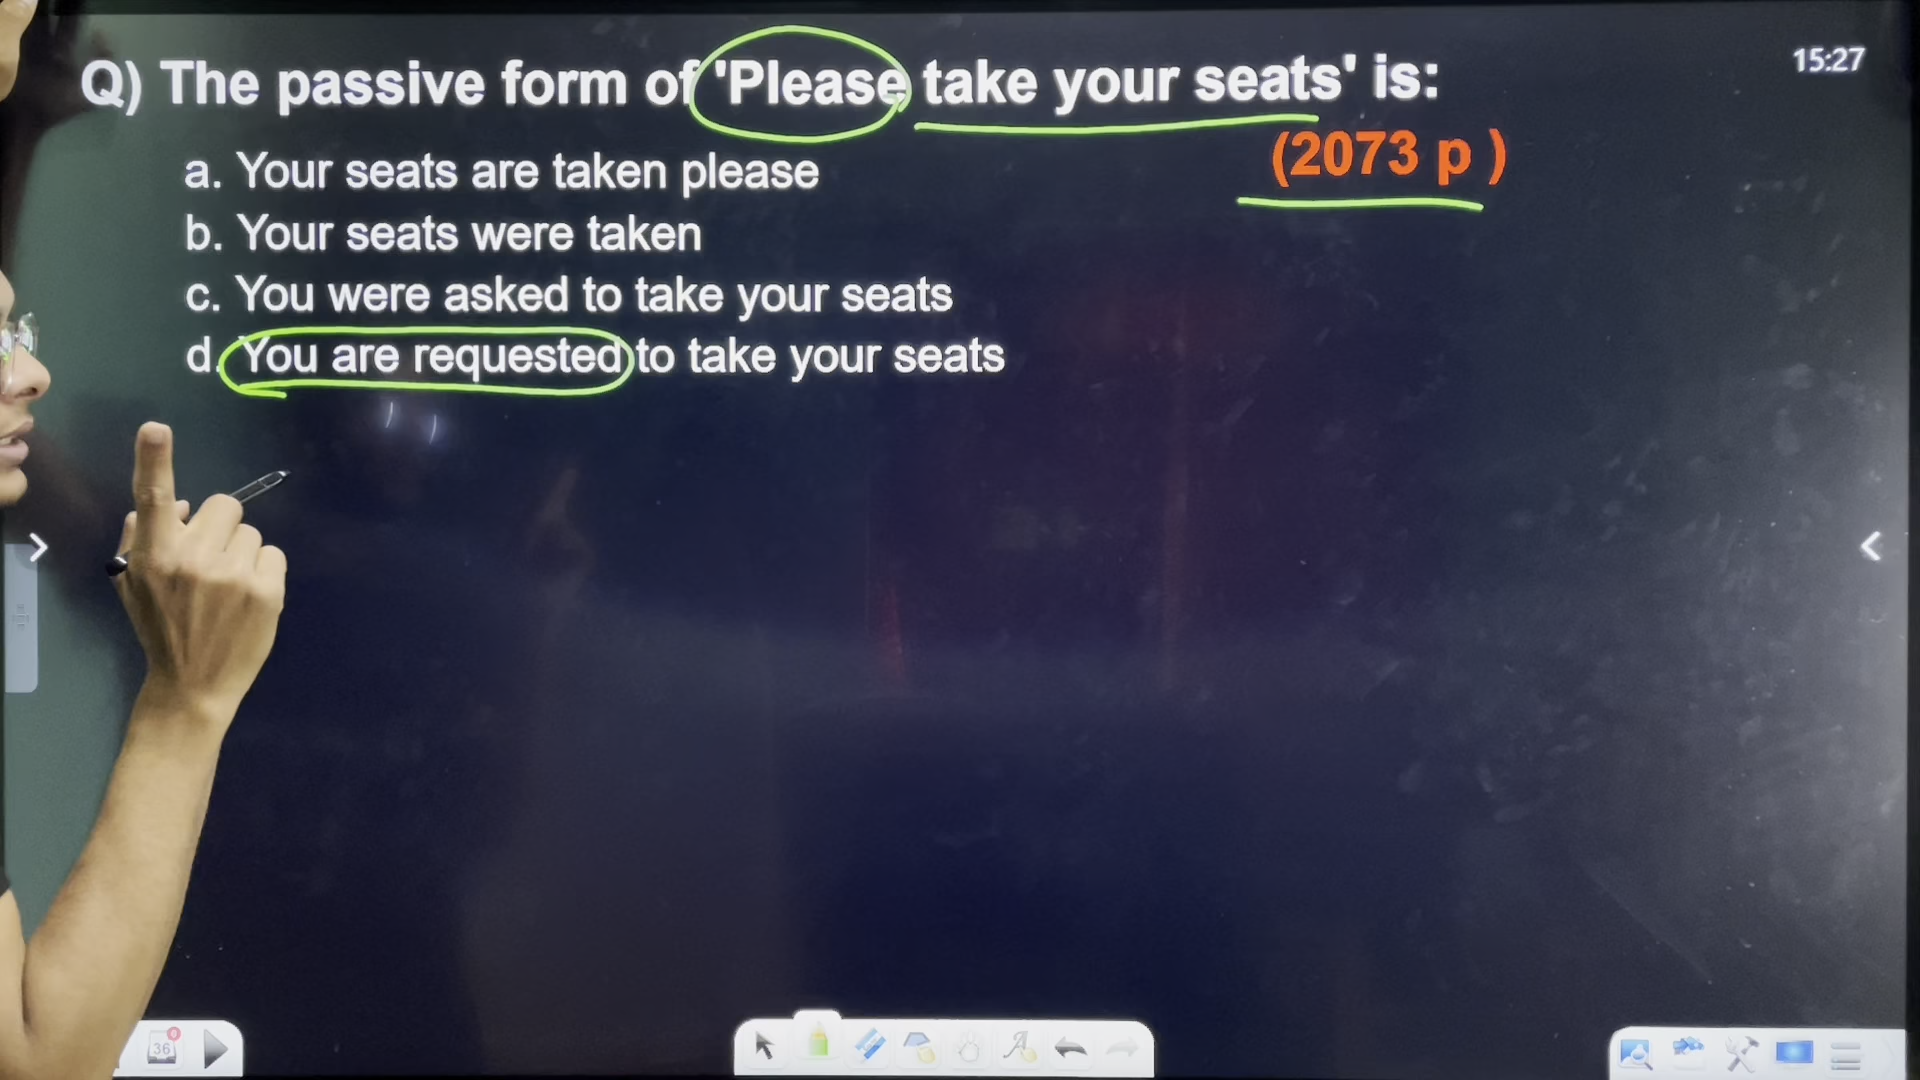 Q) The passive form of 'Please take your seats' is:
15:27
(2073 p )
a. Your seats are taken please
b. Your seats were taken
c. You were asked to take your seats
d. You are requested to take your seats
36